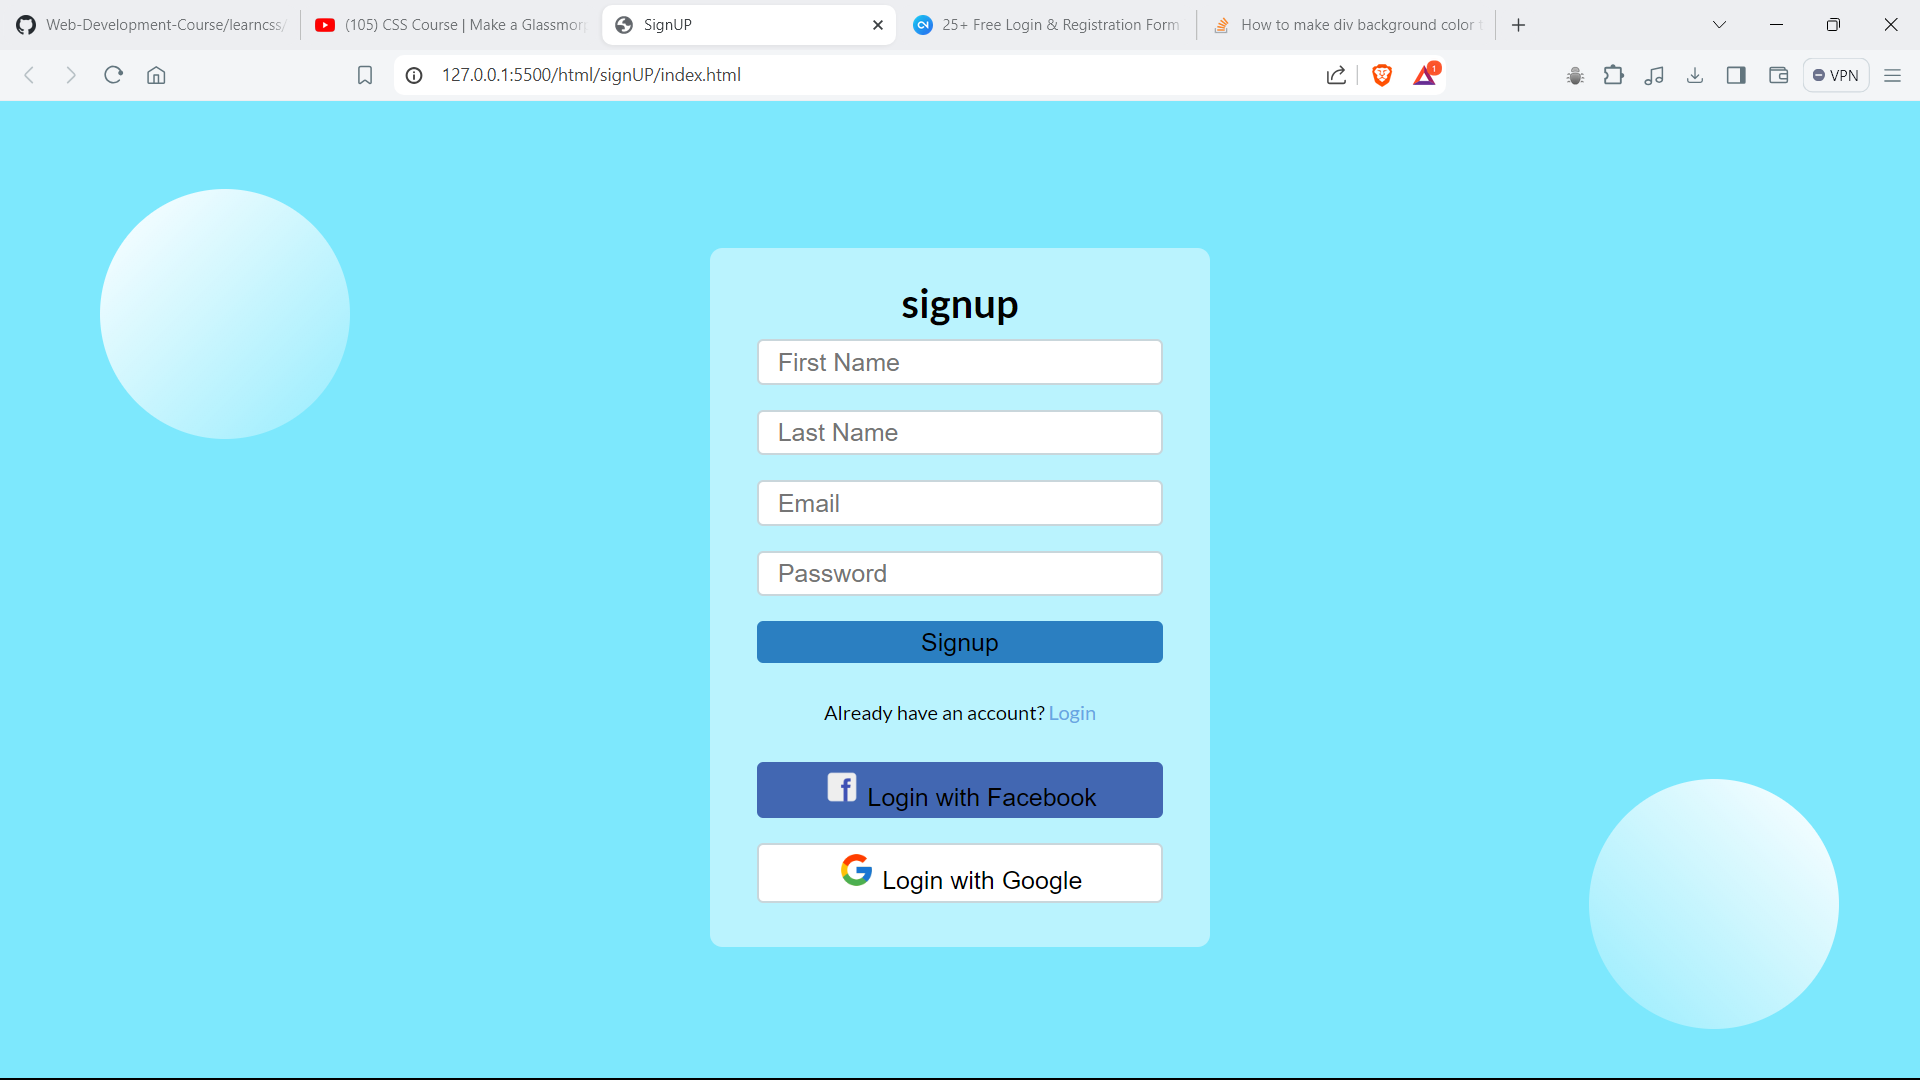 Web-Development-Course/learncss/
(105) CSS Course | Make a Glassmor
SignUP
25+ Free Login & Registration Form
How to make div background color t
127.0.0.1:5500/html/signUP/index.html
1
VPN
signup
First Name
Last Name
Email
Password
Signup
Already have an account? Login
f Login with Facebook
G Login with Google